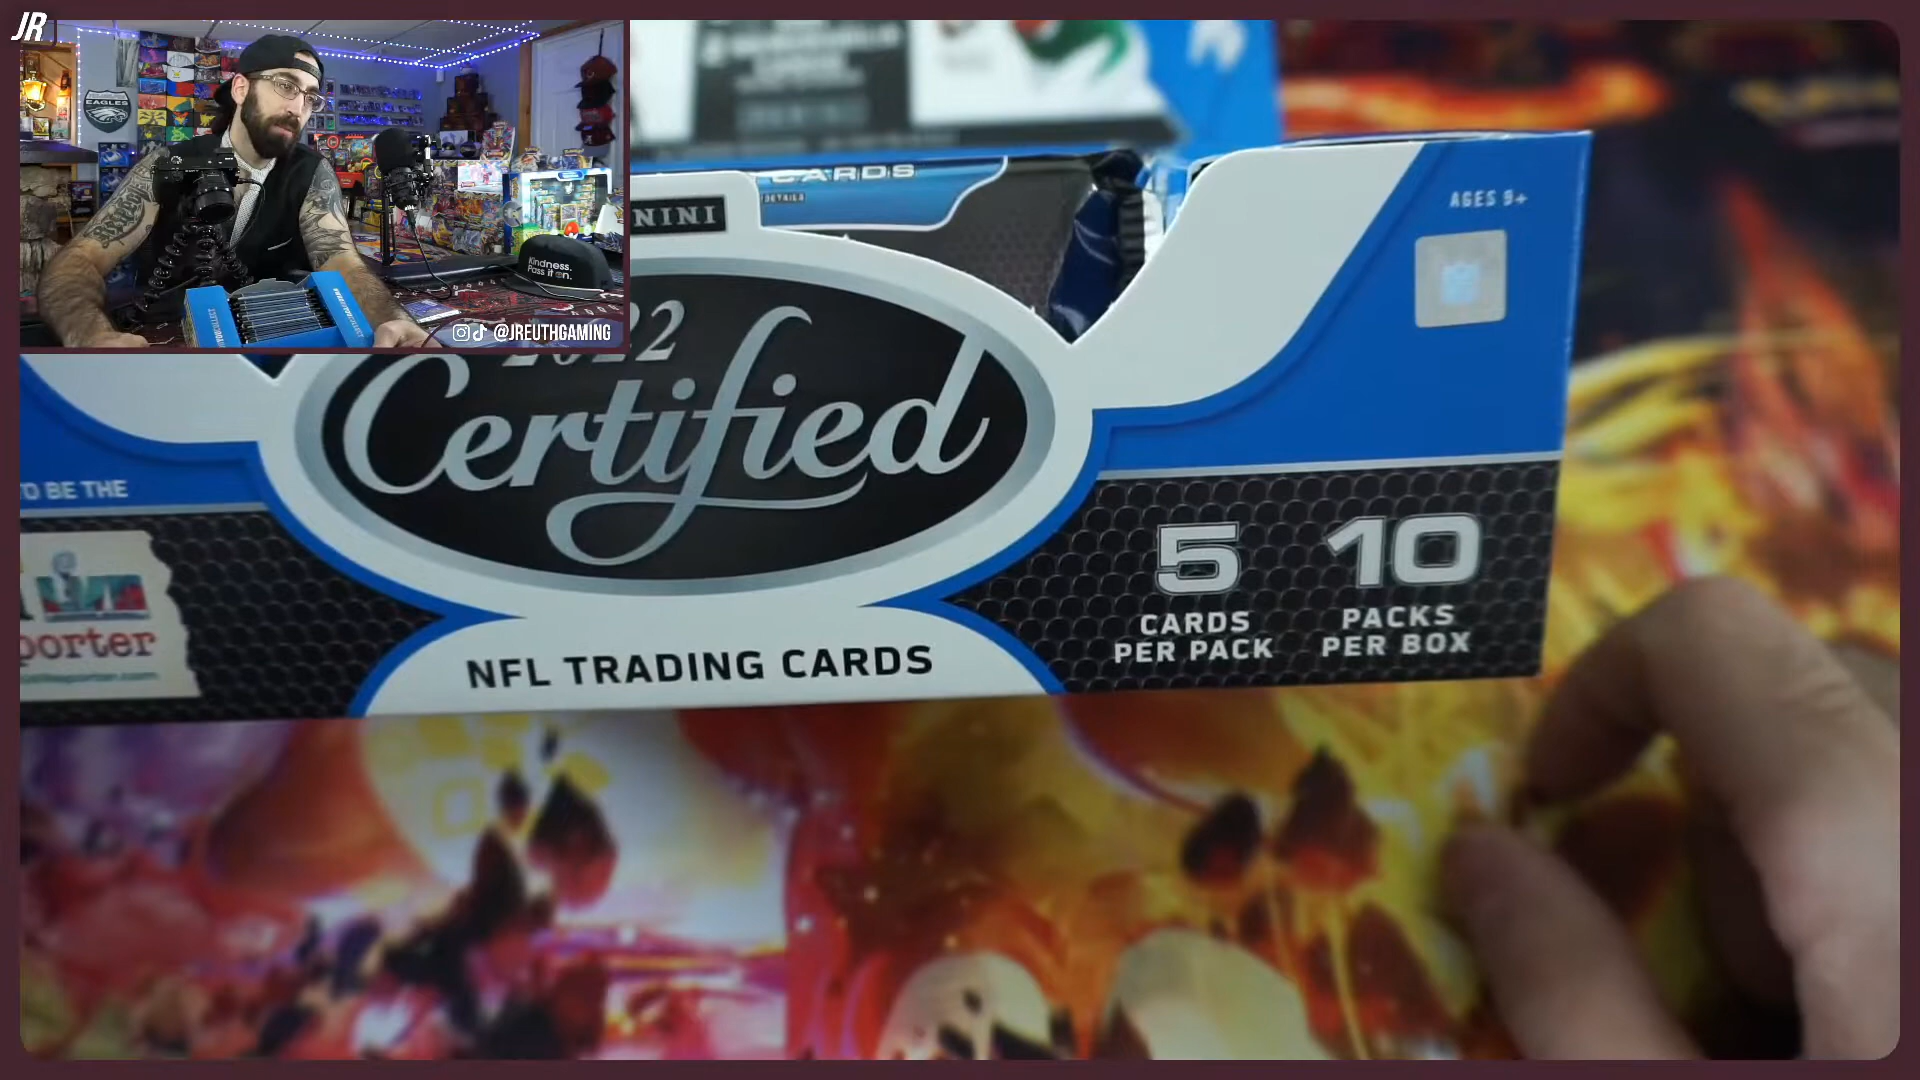 JR
EAGLES
Kindness.
Pass it on.
@JREUTHGAMING
CARDS
AGES 9+
2022
Certified
O BE THE
porter
5
CARDS
PER PACK
10
PACKS
PER BOX
NFL TRADING CARDS